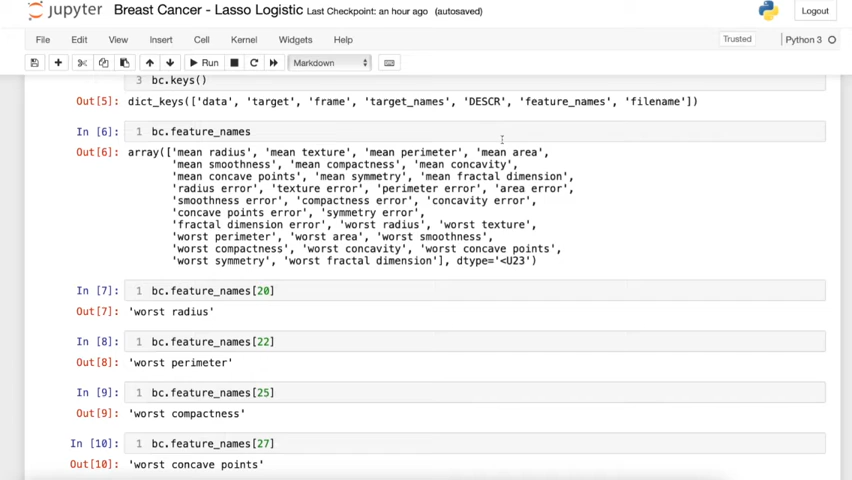 jupyter Breast Cancer - Lasso Logistic Last Checkpoint: an hour ago (autosaved) Logout
File Edit View Insert Cell Kernel Widgets Help Trusted Python 3
Run Markdown
3 bc.keys()
Out[5]: dict_keys(['data', 'target', 'frame', 'target_names', 'DESCR', 'feature_names', 'filename'])
In [6]: 1 bc.feature_names
Out[6]: array(['mean radius', 'mean texture', 'mean perimeter', 'mean area',
'mean smoothness', 'mean compactness', 'mean concavity',
'mean concave points', 'mean symmetry', 'mean fractal dimension',
'radius error', 'texture error', 'perimeter error', 'area error',
'smoothness error', 'compactness error', 'concavity error',
'concave points error', 'symmetry error',
'fractal dimension error', 'worst radius', 'worst texture',
'worst perimeter', 'worst area', 'worst smoothness',
'worst compactness', 'worst concavity', 'worst concave points',
'worst symmetry', 'worst fractal dimension'], dtype='<U23')
In [7]: 1 bc.feature_names[20]
Out[7]: 'worst radius'
In [8]: 1 bc.feature_names[22]
Out[8]: 'worst perimeter'
In [9]: 1 bc.feature_names[25]
Out[9]: 'worst compactness'
In [10]: 1 bc.feature_names[27]
Out[10]: 'worst concave points'